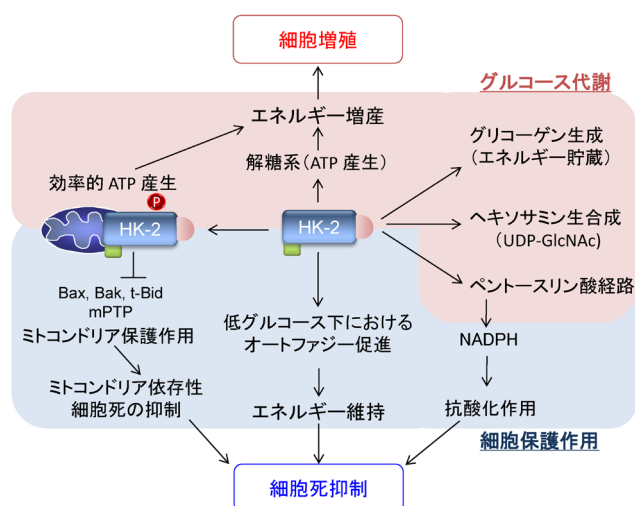 細胞増殖
グルコース代謝
エネルギー増産
グリコーゲン生成
(エネルギー貯蔵)
解糖系(ATP 産生)
効率的 ATP 産生
P
HK-2
HK-2
ヘキソサミン生合成
(UDP-GlcNAc)
Bax, Bak, t-Bid
mPTP
ペントースリン酸経路
ミトコンドリア保護作用
低グルコース下における
オートファジー促進
NADPH
ミトコンドリア依存性
細胞死の抑制
エネルギー維持
抗酸化作用
細胞保護作用
細胞死抑制